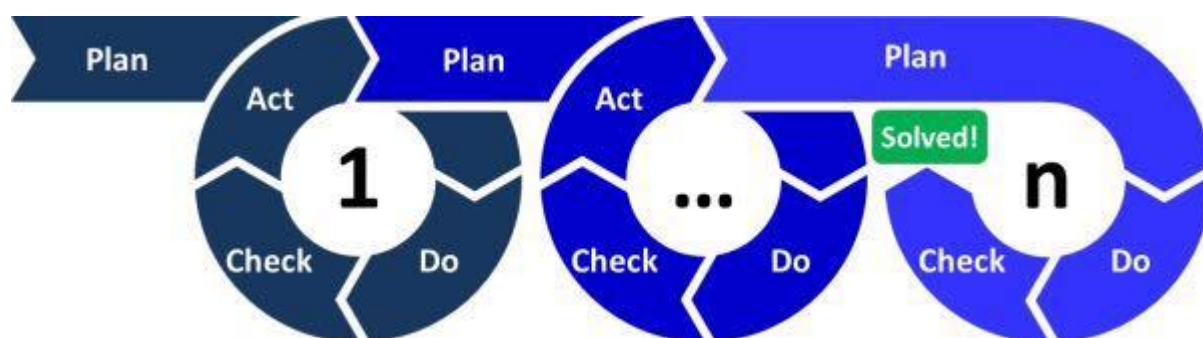 Plan
Act
1
Do
Check
Plan
Act
...
Do
Check
Plan
Solved!
n
Do
Check